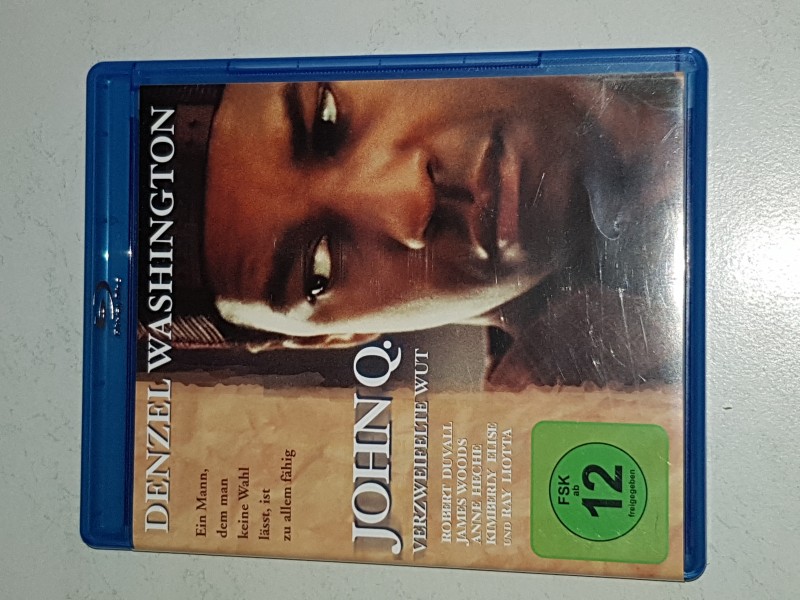 DENZEL WASHINGTON
Ein Mann,
dem man
keine Wahl
lässt, ist
zu allem fähig
JOHN Q.
VERZWEIFELTE WUT
ROBERT DUVALL
JAMES WOODS
ANNE HECHE
KIMBERLY ELISE
UND RAY LIOTTA
FSK
ab
12
freigegeben